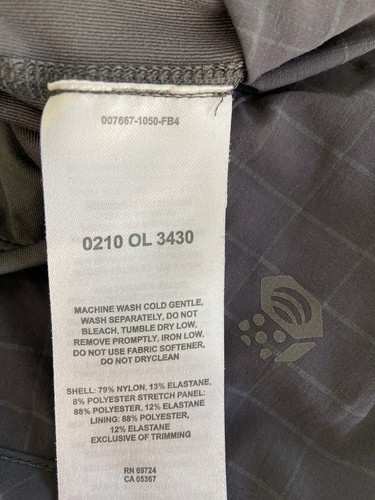 007667-1050-FB4
0210 OL 3430
MACHINE WASH COLD GENTLE,
WASH SEPARATELY, DO NOT
BLEACH, TUMBLE DRY LOW,
REMOVE PROMPTLY, IRON LOW,
DO NOT USE FABRIC SOFTENER,
DO NOT DRYCLEAN
SHELL: 79% NYLON, 13% ELASTANE,
8% POLYESTER STRETCH PANEL:
88% POLYESTER, 12% ELASTANE
LINING: 88% POLYESTER,
12% ELASTANE
EXCLUSIVE OF TRIMMING
RN 69724
CA 05367